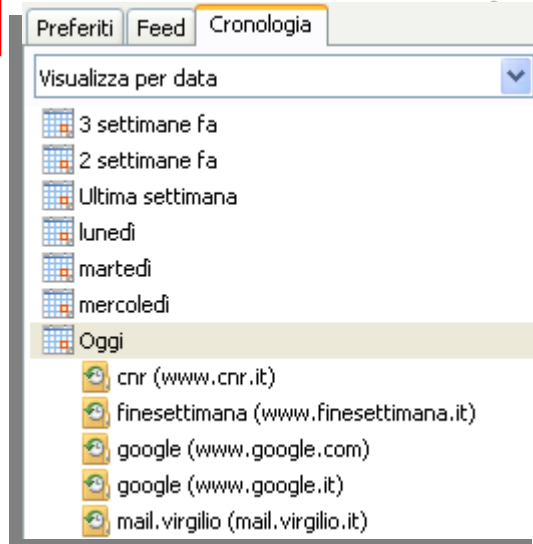 Preferiti Feed Cronologia
Visualizza per data
3 settimane fa
2 settimane fa
Ultima settimana
lunedì
martedì
mercoledì
Oggi
cnr (www.cnr.it)
finesettimana (www.finesettimana.it)
google (www.google.com)
google (www.google.it)
mail.virgilio (mail.virgilio.it)